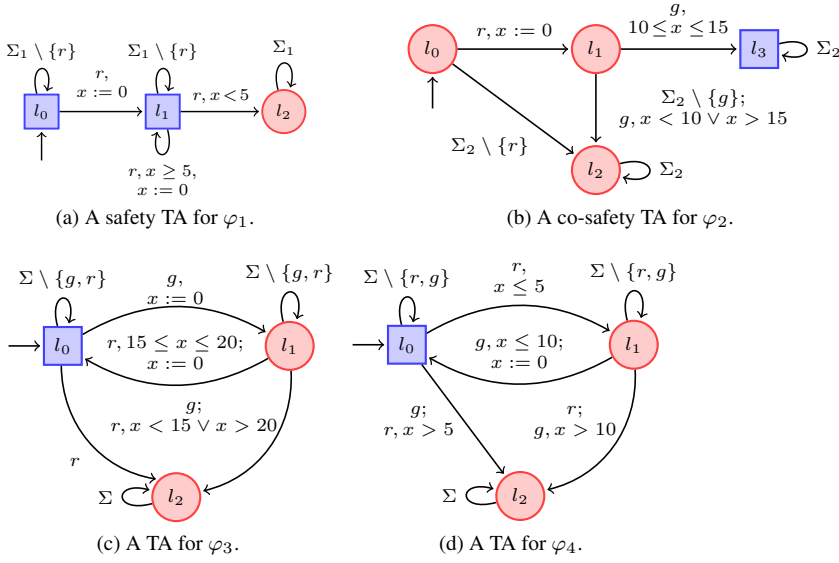 Σ₁ \ {r}
Σ₁ \ {r}
Σ₁
r,
x := 0
r, x < 5
l₀
l₁
l₂
r, x ≥ 5,
x := 0
(a) A safety TA for φ₁.
l₀
r, x := 0
l₁
g,
10 ≤ x ≤ 15
l₃
Σ₂
Σ₂ \ {r}
Σ₂ \ {g};
g, x < 10 ∨ x > 15
l₂
Σ₂
(b) A co-safety TA for φ₂.
Σ \ {g, r}
g,
x := 0
Σ \ {g, r}
l₀
r, 15 ≤ x ≤ 20;
x := 0
l₁
g;
r, x < 15 ∨ x > 20
r
Σ
l₂
(c) A TA for φ₃.
Σ \ {r, g}
r,
x ≤ 5
Σ \ {r, g}
l₀
g, x ≤ 10;
x := 0
l₁
g;
r, x > 5
r;
g, x > 10
Σ
l₂
(d) A TA for φ₄.